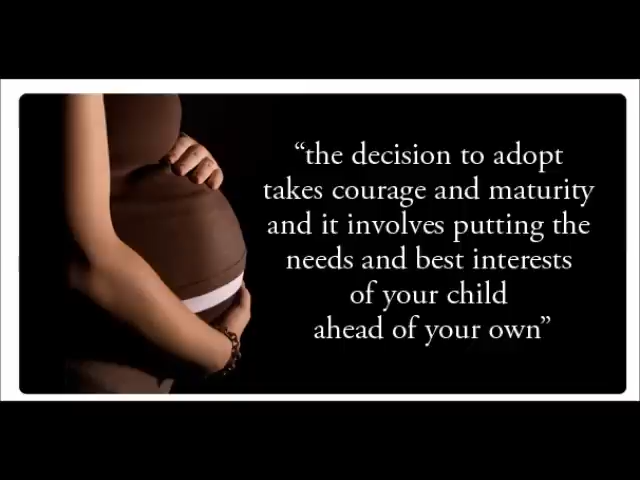 “the decision to adopt
takes courage and maturity
and it involves putting the
needs and best interests
of your child
ahead of your own”